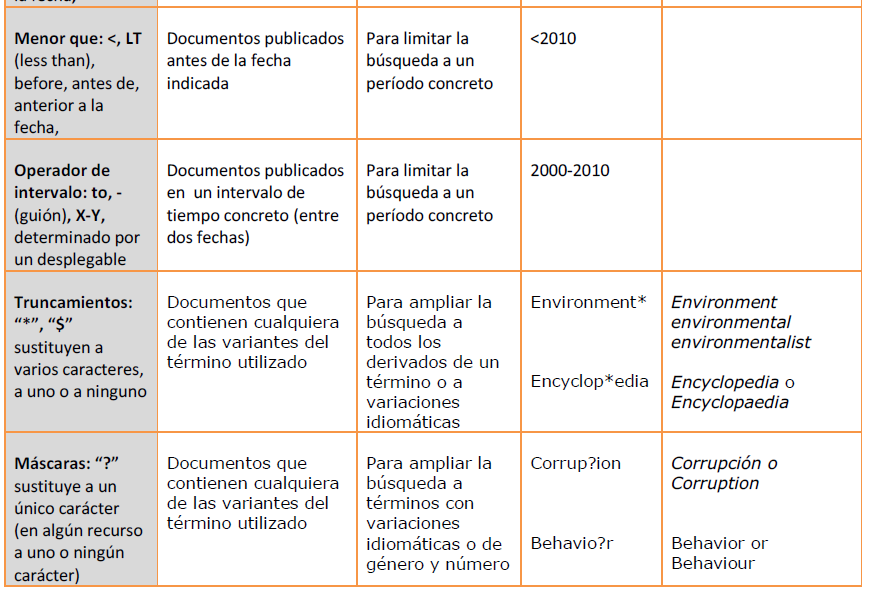 Menor que: <, LT
(less than),
before, antes de,
anterior a la
fecha,
Documentos publicados
antes de la fecha
indicada
Para limitar la
búsqueda a un
período concreto
<2010
Operador de
intervalo: to, -
(guión), X-Y,
determinado por
un desplegable
Documentos publicados
en un intervalo de
tiempo concreto (entre
dos fechas)
Para limitar la
búsqueda a un
período concreto
2000-2010
Truncamientos:
“*”, “$”
sustituyen a
varios caracteres,
a uno o a ninguno
Documentos que
contienen cualquiera
de las variantes del
término utilizado
Para ampliar la
búsqueda a
todos los
derivados de un
término o a
variaciones
idiomáticas
Environment*
Encyclop*edia
Environment
environmental
environmentalist
Encyclopedia o
Encyclopaedia
Máscaras: “?”
sustituye a un
único carácter
(en algún recurso
a uno o ningún
carácter)
Documentos que
contienen cualquiera
de las variantes del
término utilizado
Para ampliar la
búsqueda a
términos con
variaciones
idiomáticas o de
género y número
Corrup?ion
Behavio?r
Corrupción o
Corruption
Behavior or
Behaviour